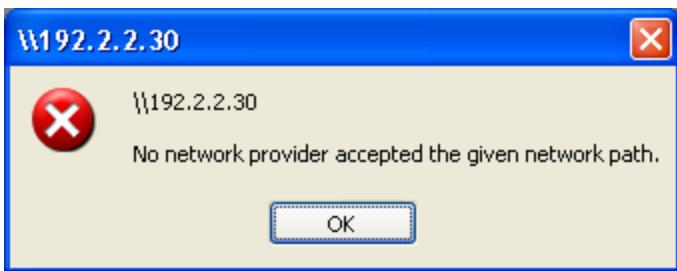 \\192.2.2.30
\\192.2.2.30
No network provider accepted the given network path.
OK